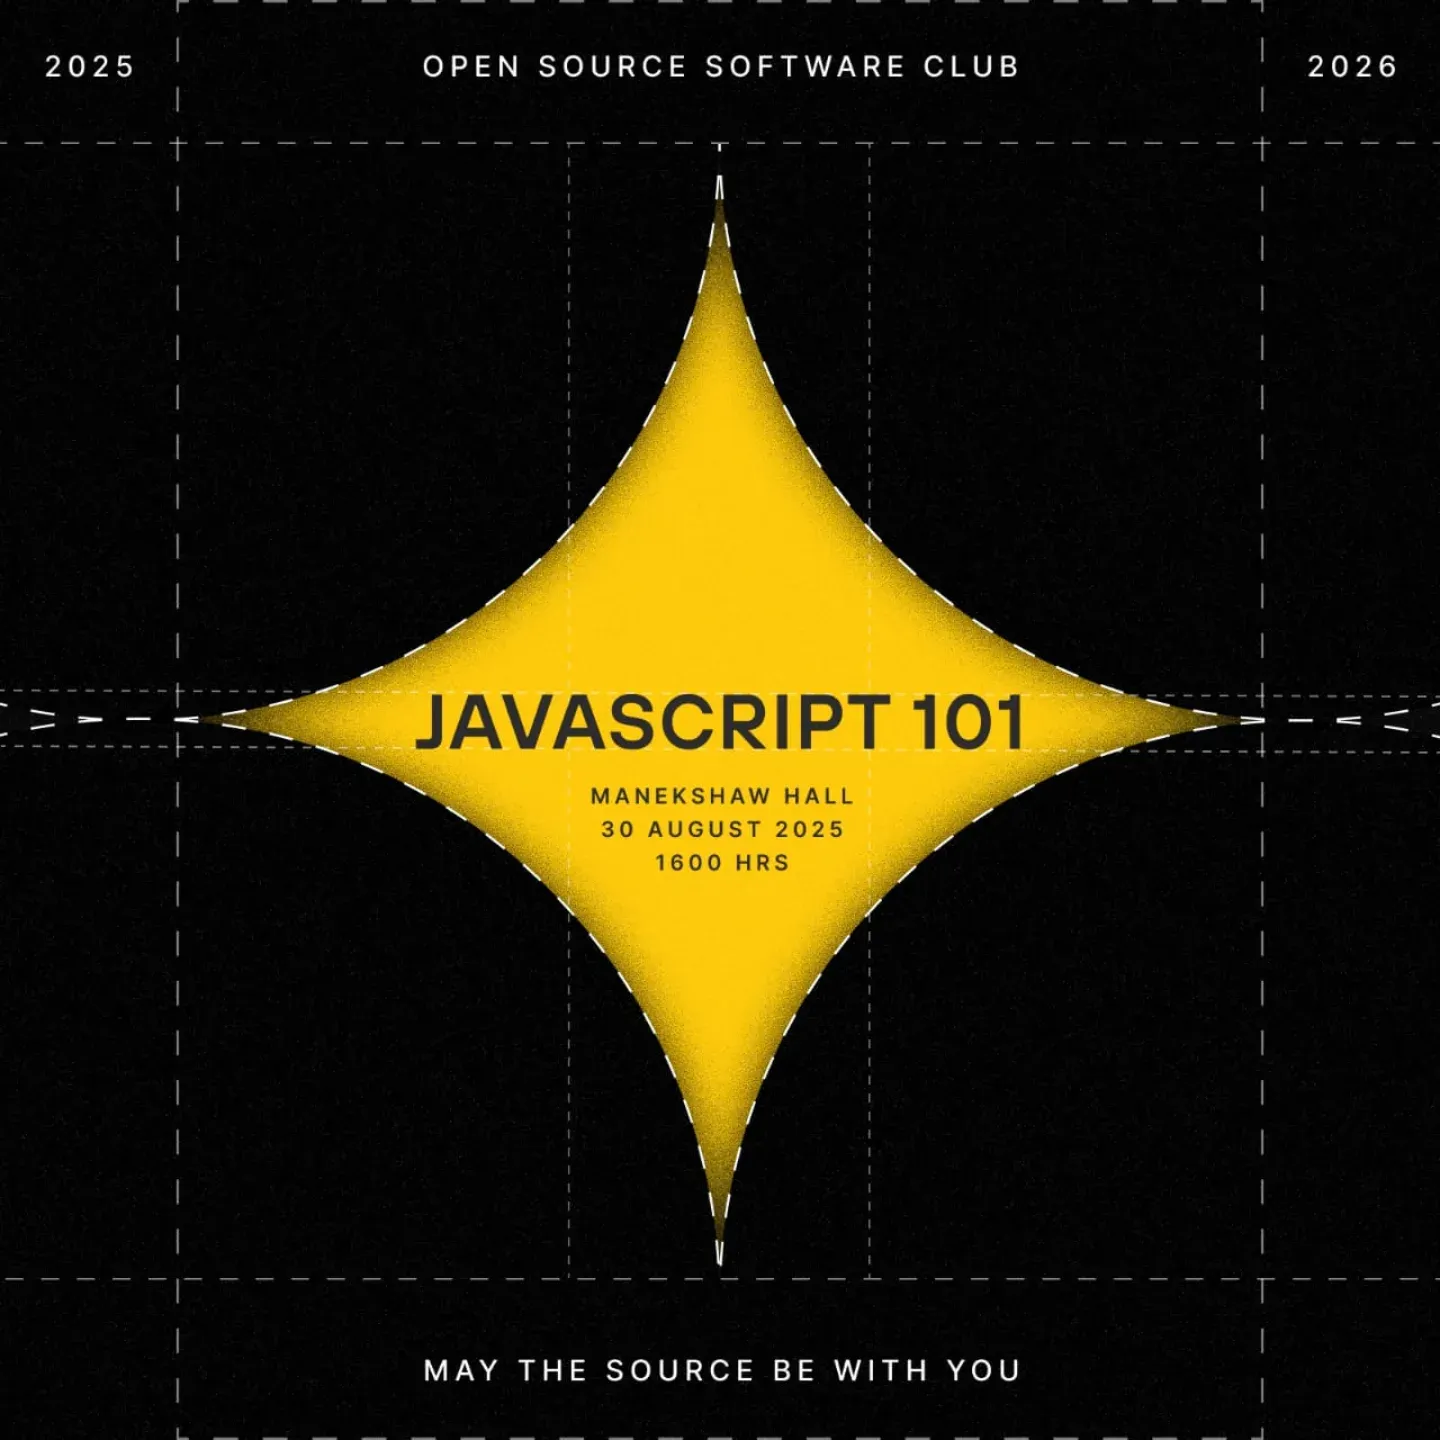 2025
OPEN SOURCE SOFTWARE CLUB
2026
JAVASCRIPT 101
MANEKSHAW HALL
30 AUGUST 2025
1600 HRS
MAY THE SOURCE BE WITH YOU